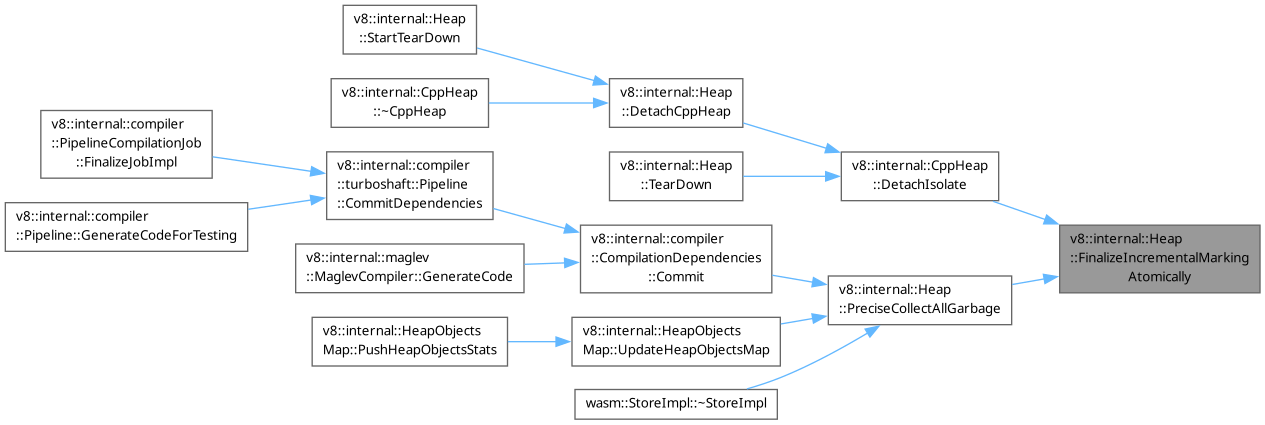 v8::internal::Heap
::StartTearDown
v8::internal::CppHeap
::~CppHeap
v8::internal::Heap
::DetachCppHeap
v8::internal::compiler
::PipelineCompilationJob
::FinalizeJobImpl
v8::internal::compiler
::turboshaft::Pipeline
::CommitDependencies
v8::internal::Heap
::TearDown
v8::internal::CppHeap
::DetachIsolate
v8::internal::compiler
::Pipeline::GenerateCodeForTesting
v8::internal::maglev
::MaglevCompiler::GenerateCode
v8::internal::compiler
::CompilationDependencies
::Commit
v8::internal::Heap
::FinalizeIncrementalMarking
Atomically
v8::internal::Heap
::PreciseCollectAllGarbage
v8::internal::HeapObjects
Map::PushHeapObjectsStats
v8::internal::HeapObjects
Map::UpdateHeapObjectsMap
wasm::StoreImpl::~StoreImpl